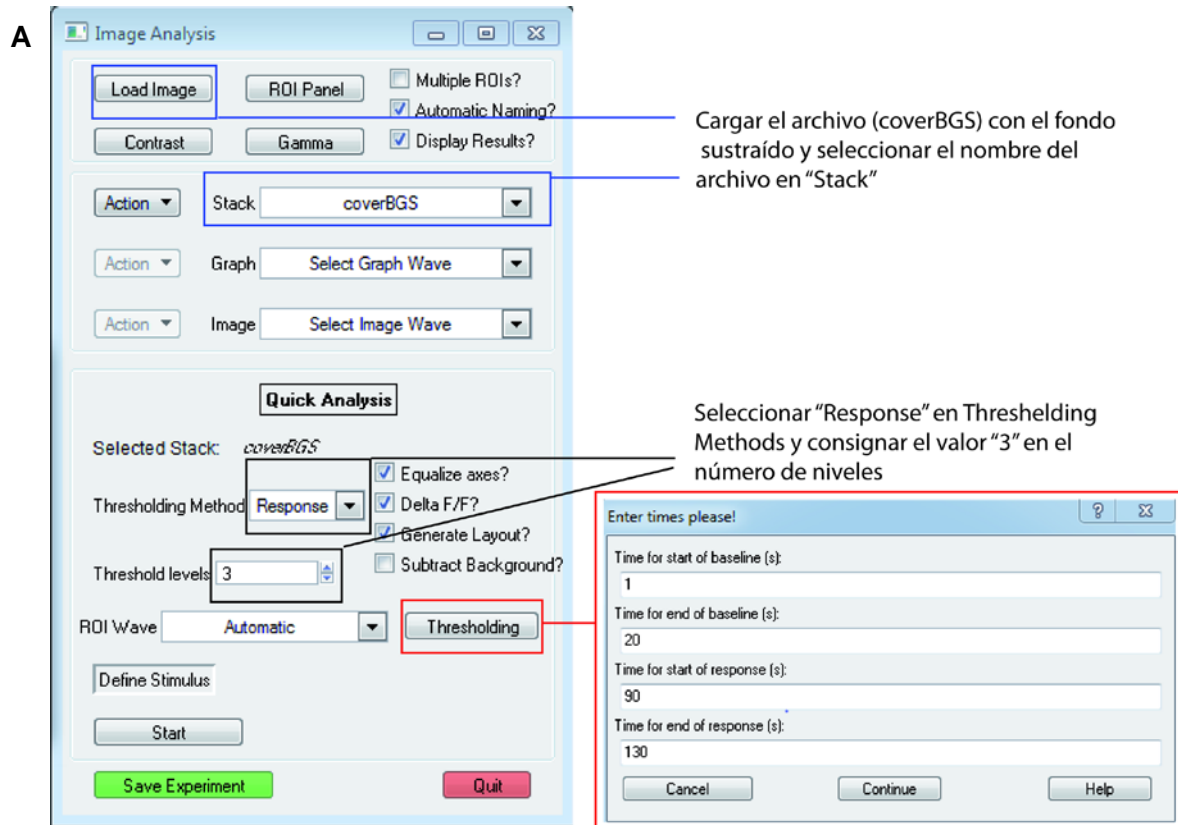 A
Image Analysis
Load Image
ROI Panel
Multiple ROIs?
Automatic Naming?
Contrast
Gamma
Display Results?
Cargar el archivo (coverBGS) con el fondo
sustraído y seleccionar el nombre del
archivo en "Stack"
Action
Stack
coverBGS
Action
Graph
Select Graph Wave
Action
Image
Select Image Wave
Quick Analysis
Selected Stack: coverBGS
Equalize axes?
Thresholding Method
Response
Delta F/F?
Generate Layout?
Threshold levels
3
Subtract Background?
ROI Wave
Automatic
Thresholding
Define Stimulus
Start
Save Experiment
Quit
Seleccionar "Response" en Threshelding
Methods y consignar el valor "3" en el
número de niveles
Enter times please!
Time for start of baseline (s):
1
Time for end of baseline (s):
20
Time for start of response (s):
90
Time for end of response (s):
130
Cancel
Continue
Help